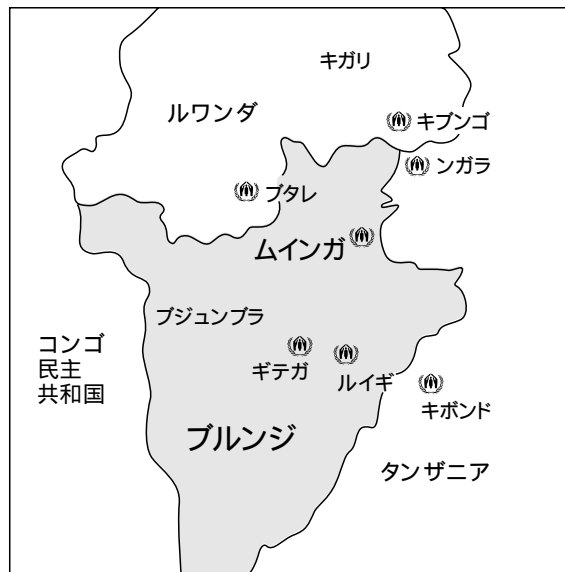 キガリ
ルワンダ
キブンゴ
ンガラ
ブタレ
ムインガ
ブジュンブラ
コンゴ
民主
共和国
ギテガ
ルイギ
キボンド
ブルンジ
タンザニア